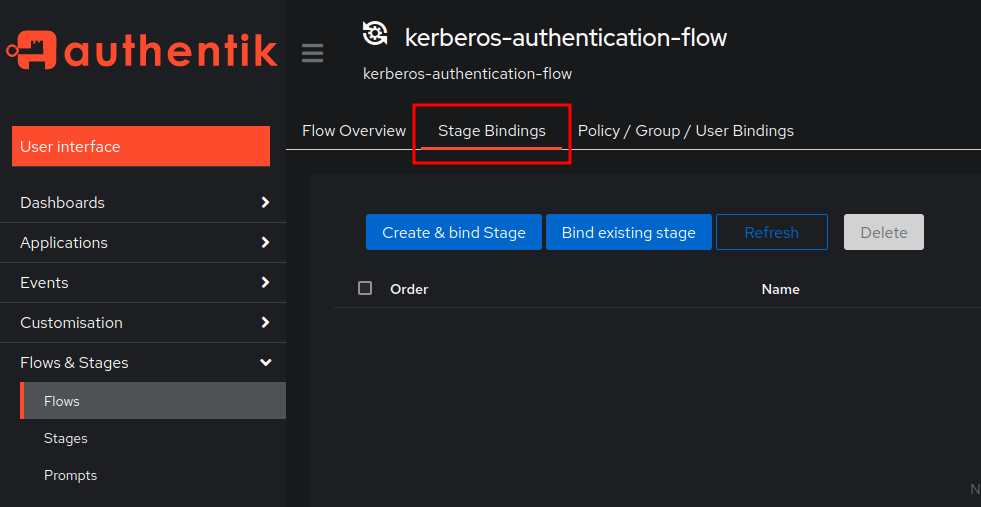 authentik
kerberos-authentication-flow
kerberos-authentication-flow
Flow Overview Stage Bindings Policy / Group / User Bindings
User interface
Dashboards
Applications
Events
Customisation
Flows & Stages
Flows
Stages
Prompts
Create & bind Stage Bind existing stage Refresh Delete
Order Name
N